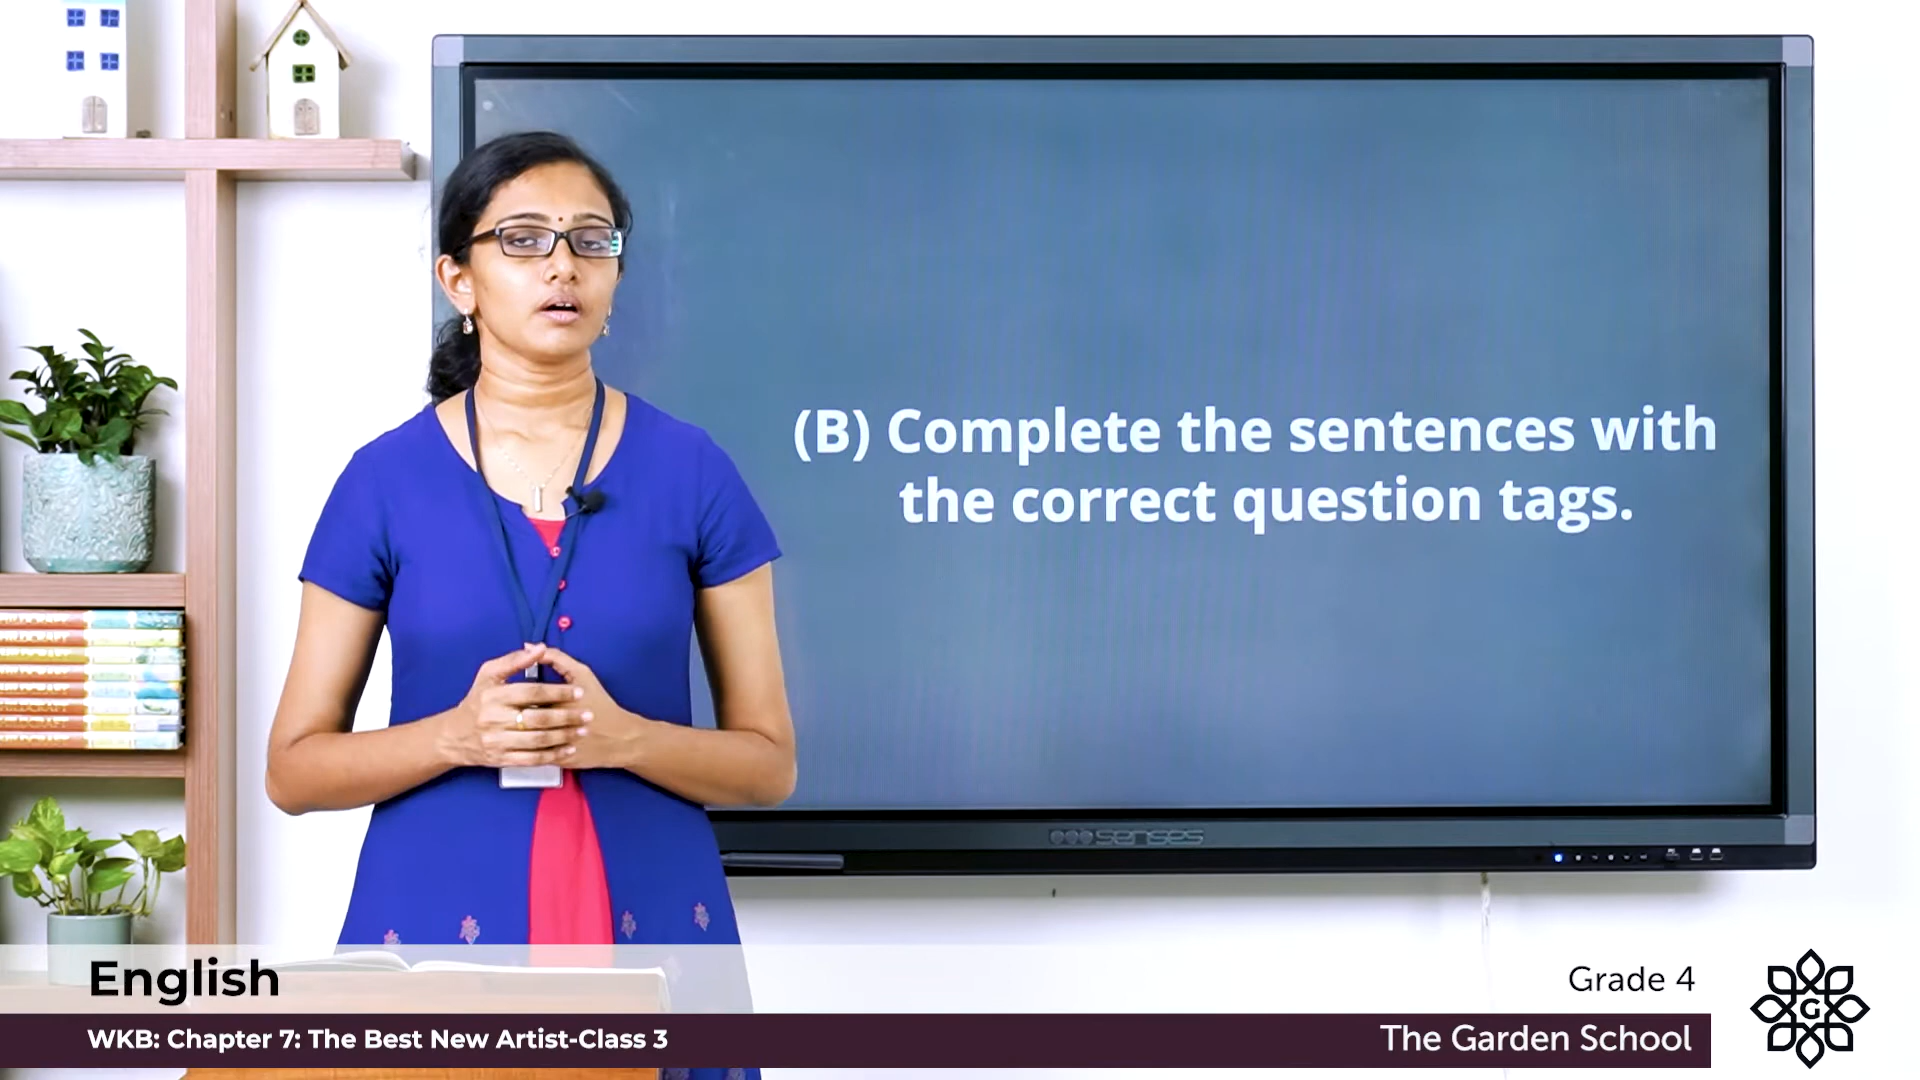 (B) Complete the sentences with
the correct question tags.
senses
English
Grade 4
WKB: Chapter 7: The Best New Artist-Class 3
The Garden School
G